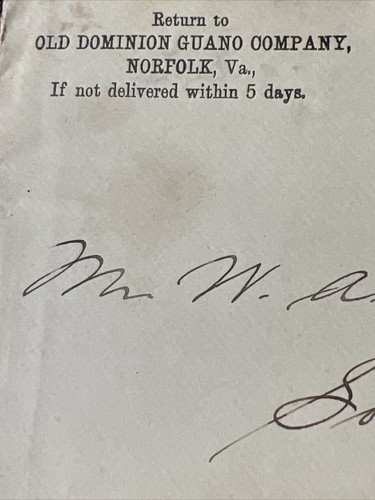 Return to
OLD DOMINION GUANO COMPANY,
NORFOLK, Va.,
If not delivered within 5 days.
Mr W.